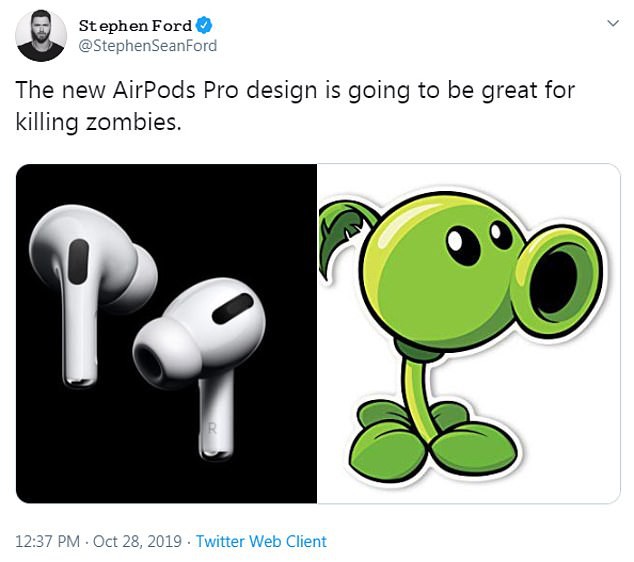 Stephen Ford
@StephenSeanFord
The new AirPods Pro design is going to be great for
killing zombies.
R
12:37 PM · Oct 28, 2019 · Twitter Web Client